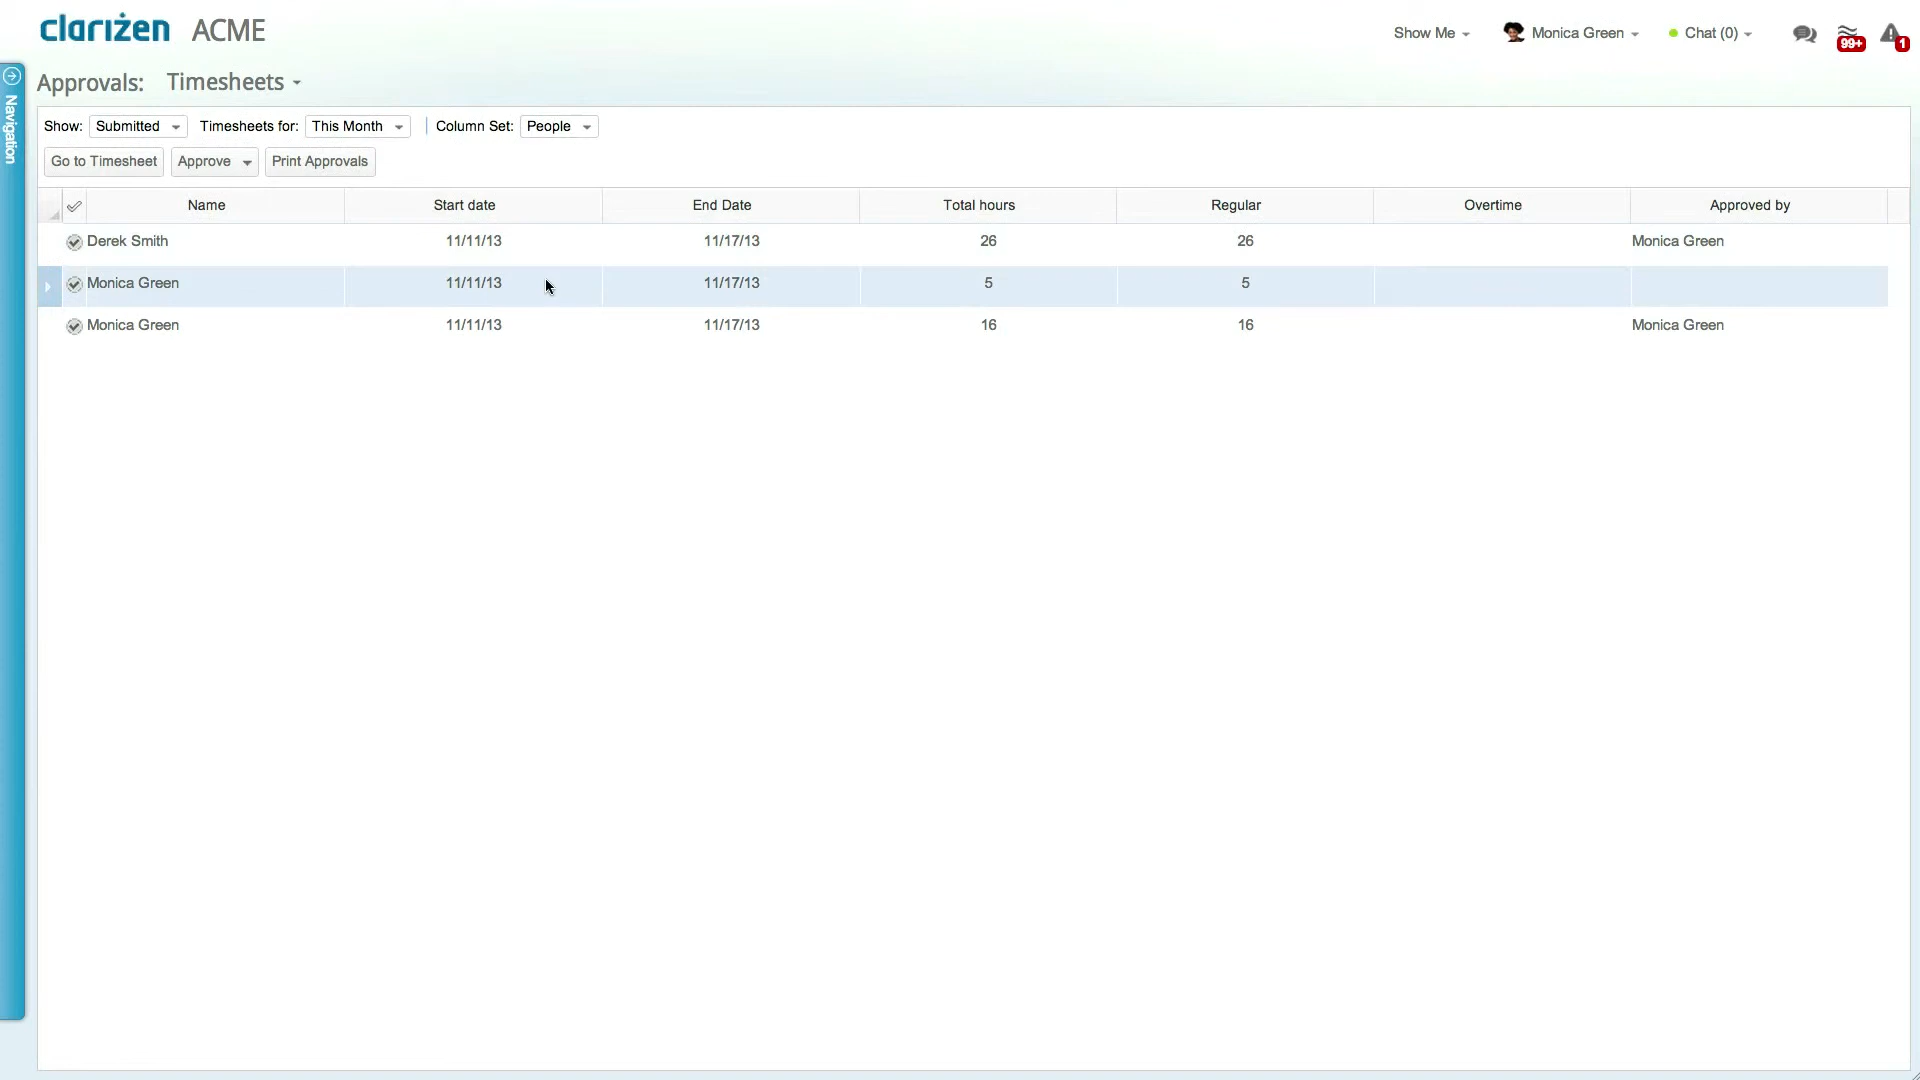 clarizen ACME
Show Me Monica Green Chat (0) 99+ 1
Navigation
Approvals: Timesheets
Show: Submitted Timesheets for: This Month Column Set: People
Go to Timesheet Approve Print Approvals
Name Start date End Date Total hours Regular Overtime Approved by
Derek Smith 11/11/13 11/17/13 26 26 Monica Green
Monica Green 11/11/13 11/17/13 5 5
Monica Green 11/11/13 11/17/13 16 16 Monica Green